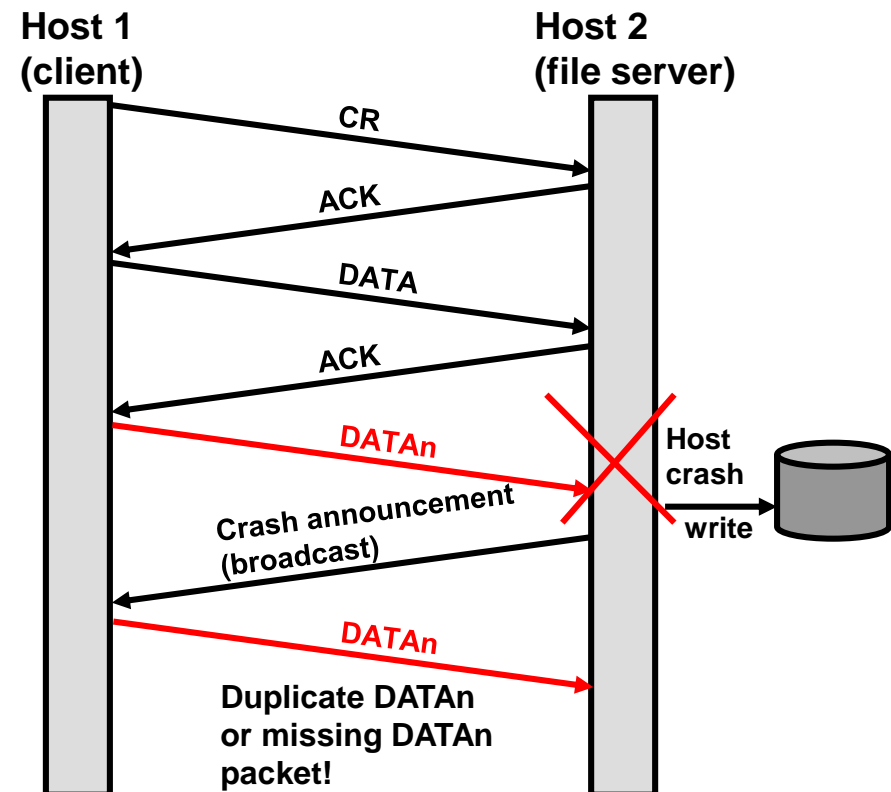 Host 1
(client)
Host 2
(file server)
CR
ACK
DATA
ACK
DATAn
Host
crash
write
Crash announcement
(broadcast)
DATAn
Duplicate DATAn
or missing DATAn
packet!